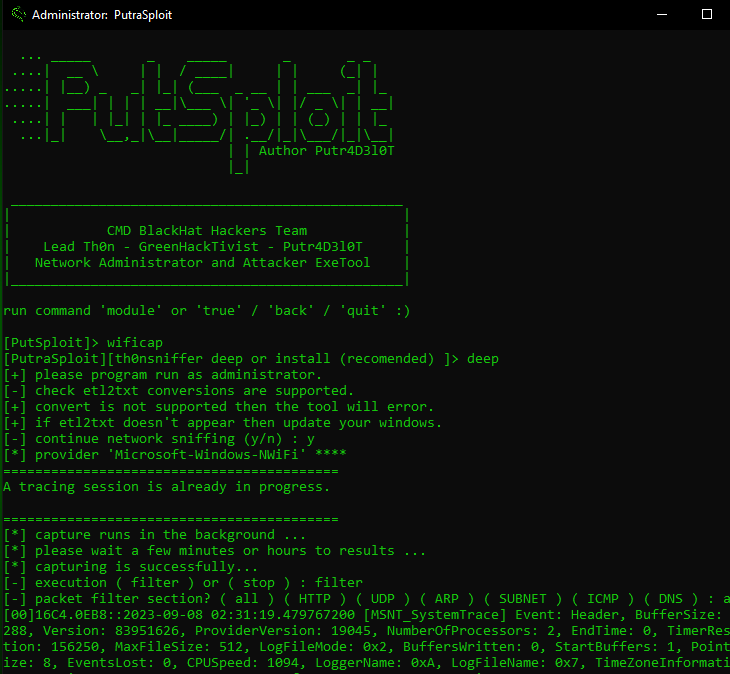 Administrator: PutraSploit
PutSploit
Author Putr4D3l0T
CMD BlackHat Hackers Team
Lead Th0n - GreenHackTivist - Putr4D3l0T
Network Administrator and Attacker ExeTool
run command 'module' or 'true' / 'back' / 'quit' :)
[PutSploit]> wificap
[PutraSploit][th0nsniffer deep or install (recomended) ]> deep
[+] please program run as administrator.
[-] check etl2txt conversions are supported.
[+] convert is not supported then the tool will error.
[+] if etl2txt doesn't appear then update your windows.
[-] continue network sniffing (y/n) : y
[*] provider 'Microsoft-Windows-NWiFi' ****
=========================================
A tracing session is already in progress.
=========================================
[*] capture runs in the background ...
[*] please wait a few minutes or hours to results ...
[*] capturing is successfully...
[-] execution ( filter ) or ( stop ) : filter
[-] packet filter section? ( all ) ( HTTP ) ( UDP ) ( ARP ) ( SUBNET ) ( ICMP ) ( DNS ) : a
[00]16C4.0EB8::2023-09-08 02:31:19.479767200 [MSNT_SystemTrace] Event: Header, BufferSize:
288, Version: 83951626, ProviderVersion: 19045, NumberOfProcessors: 2, EndTime: 0, TimerRes
tion: 156250, MaxFileSize: 512, LogFileMode: 0x2, BuffersWritten: 0, StartBuffers: 1, Point
ize: 8, EventsLost: 0, CPUSpeed: 1094, LoggerName: 0xA, LogFileName: 0x7, TimeZoneInformati